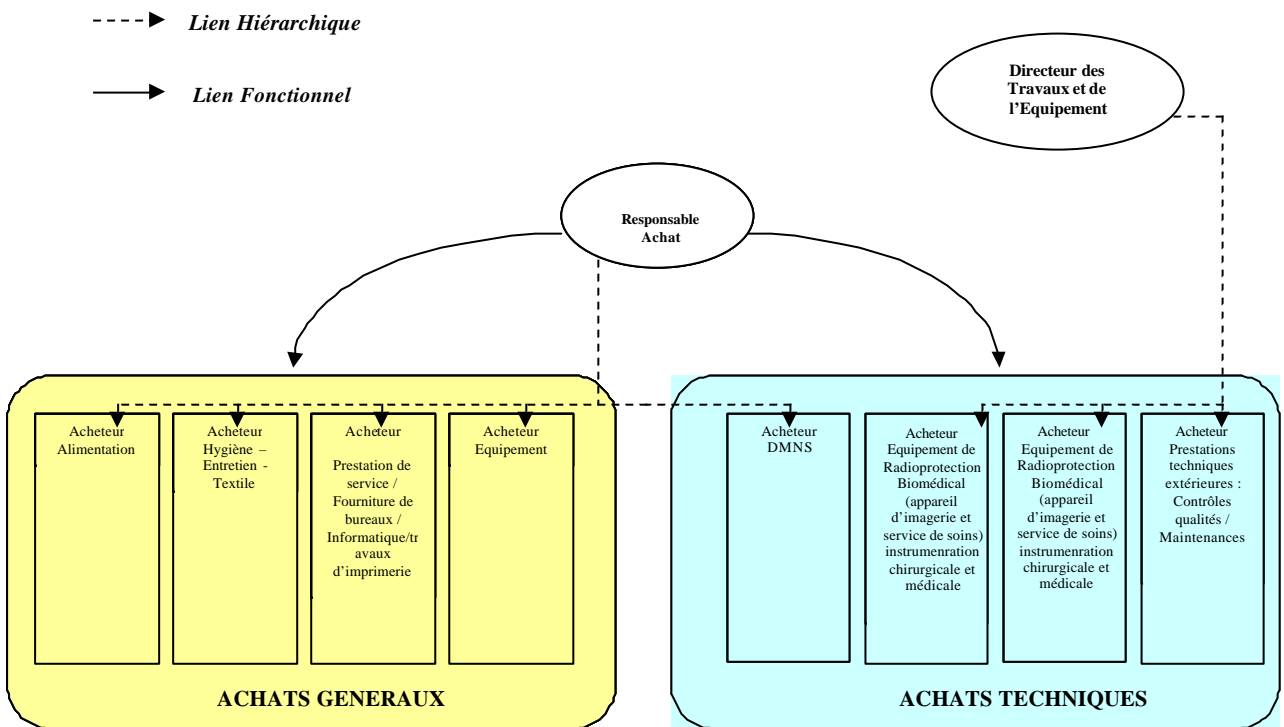 Lien Hiérarchique
Lien Fonctionnel
Directeur des
Travaux et de
l’Equipement
Responsable
Achat
Acheteur
Alimentation
Acheteur
Hygiène –
Entretien -
Textile
Acheteur
Prestation de
service /
Fourniture de
bureaux /
Informatique/tr
avaux
d’imprimerie
Acheteur
Equipement
ACHATS GENERAUX
Acheteur
DMNS
Acheteur
Equipement de
Radioprotection
Biomédical
(appareil
d’imagerie et
service de soins)
instrumenration
chirurgicale et
médicale
Acheteur
Equipement de
Radioprotection
Biomédical
(appareil
d’imagerie et
service de soins)
instrumenration
chirurgicale et
médicale
Acheteur
Prestations
techniques
extérieures :
Contrôles
qualités /
Maintenances
ACHATS TECHNIQUES